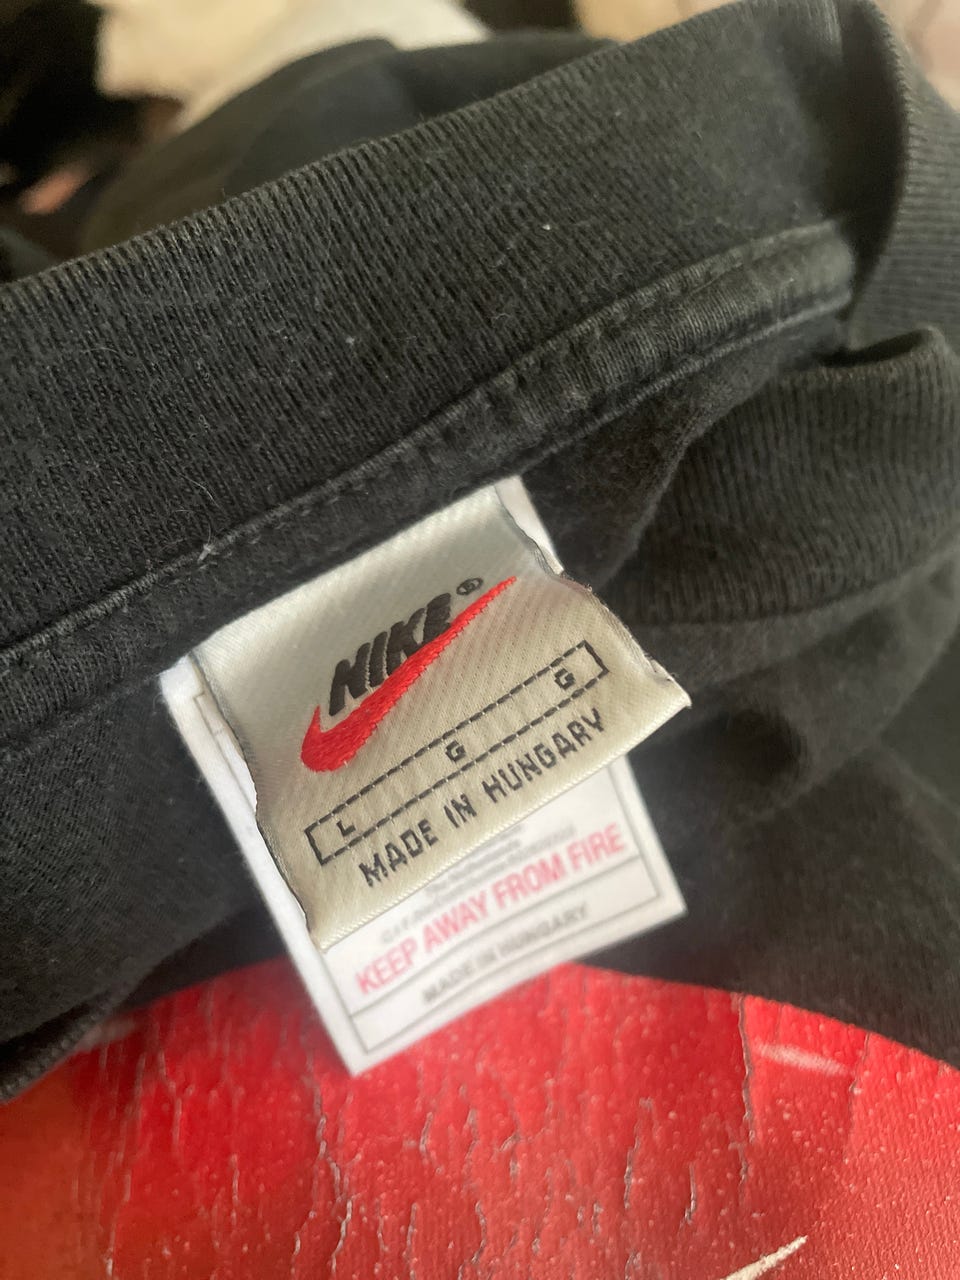 NIKE®
L G G
MADE IN HUNGARY
KEEP AWAY FROM FIRE
MADE IN HUNGARY